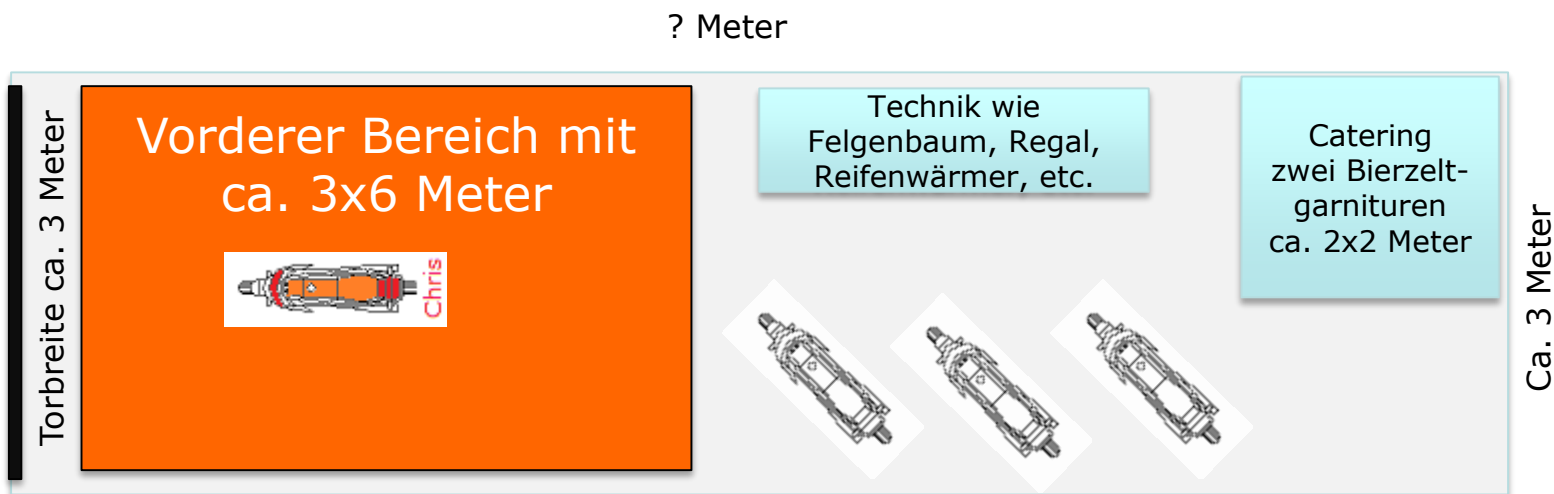 ? Meter
Torbreite ca. 3 Meter
Vorderer Bereich mit
ca. 3x6 Meter
Chris
Technik wie
Felgenbaum, Regal,
Reifenwärmer, etc.
Catering
zwei Bierzelt-
garnituren
ca. 2x2 Meter
Ca. 3 Meter